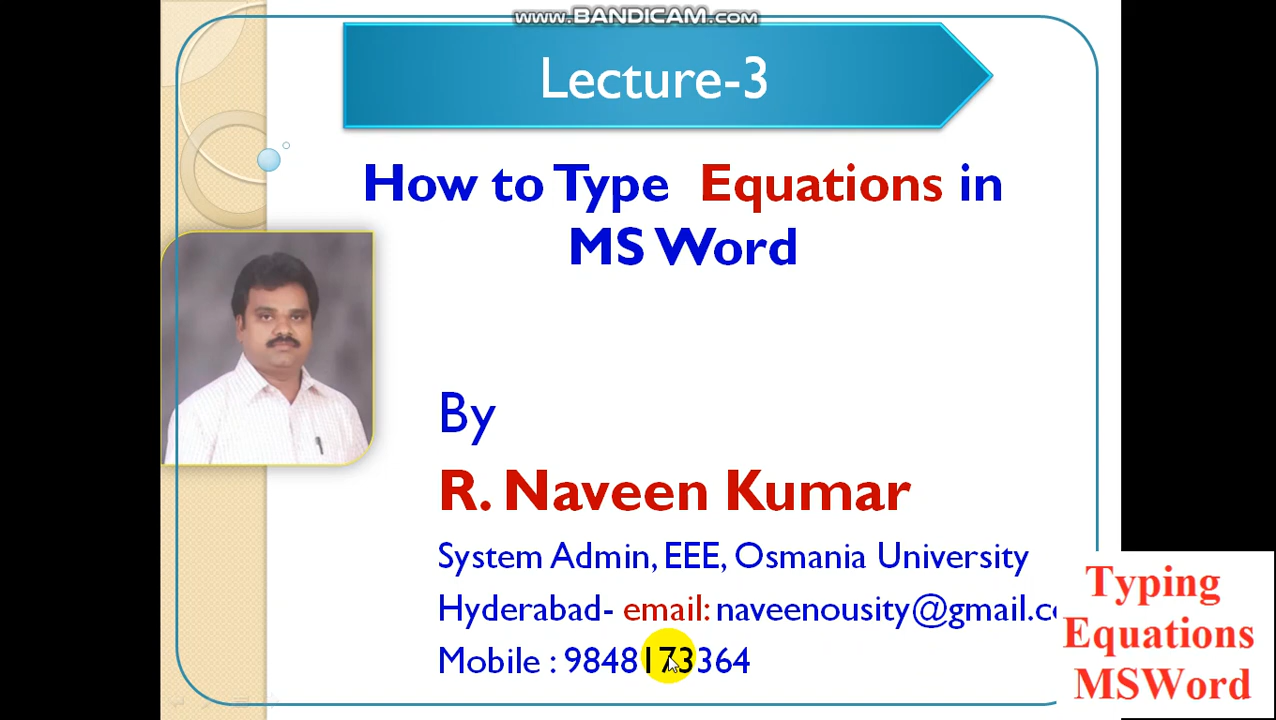 www.BANDICAM.com
Lecture-3
How to Type Equations in
MS Word
By
R. Naveen Kumar
System Admin, EEE, Osmania University
Hyderabad- email: naveenousity@gmail.co
Mobile : 9848173364
Typing
Equations
MSWord